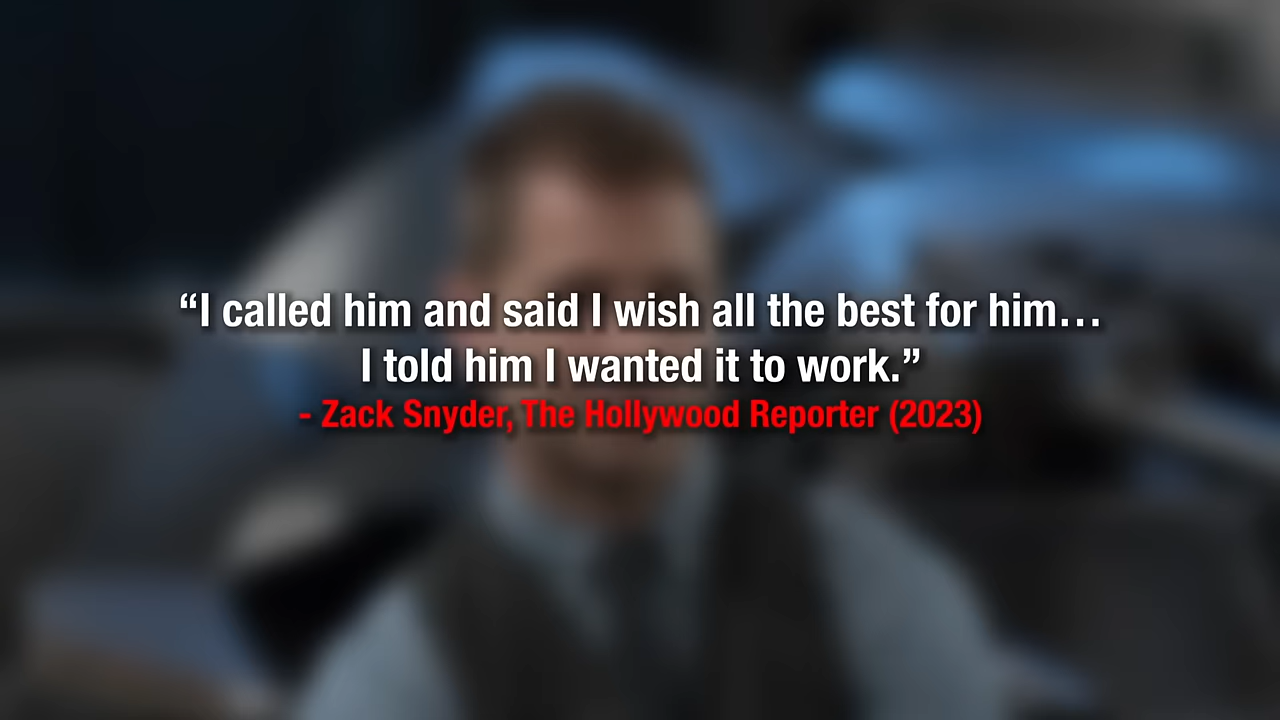 “I called him and said I wish all the best for him…
I told him I wanted it to work.”
- Zack Snyder, The Hollywood Reporter (2023)